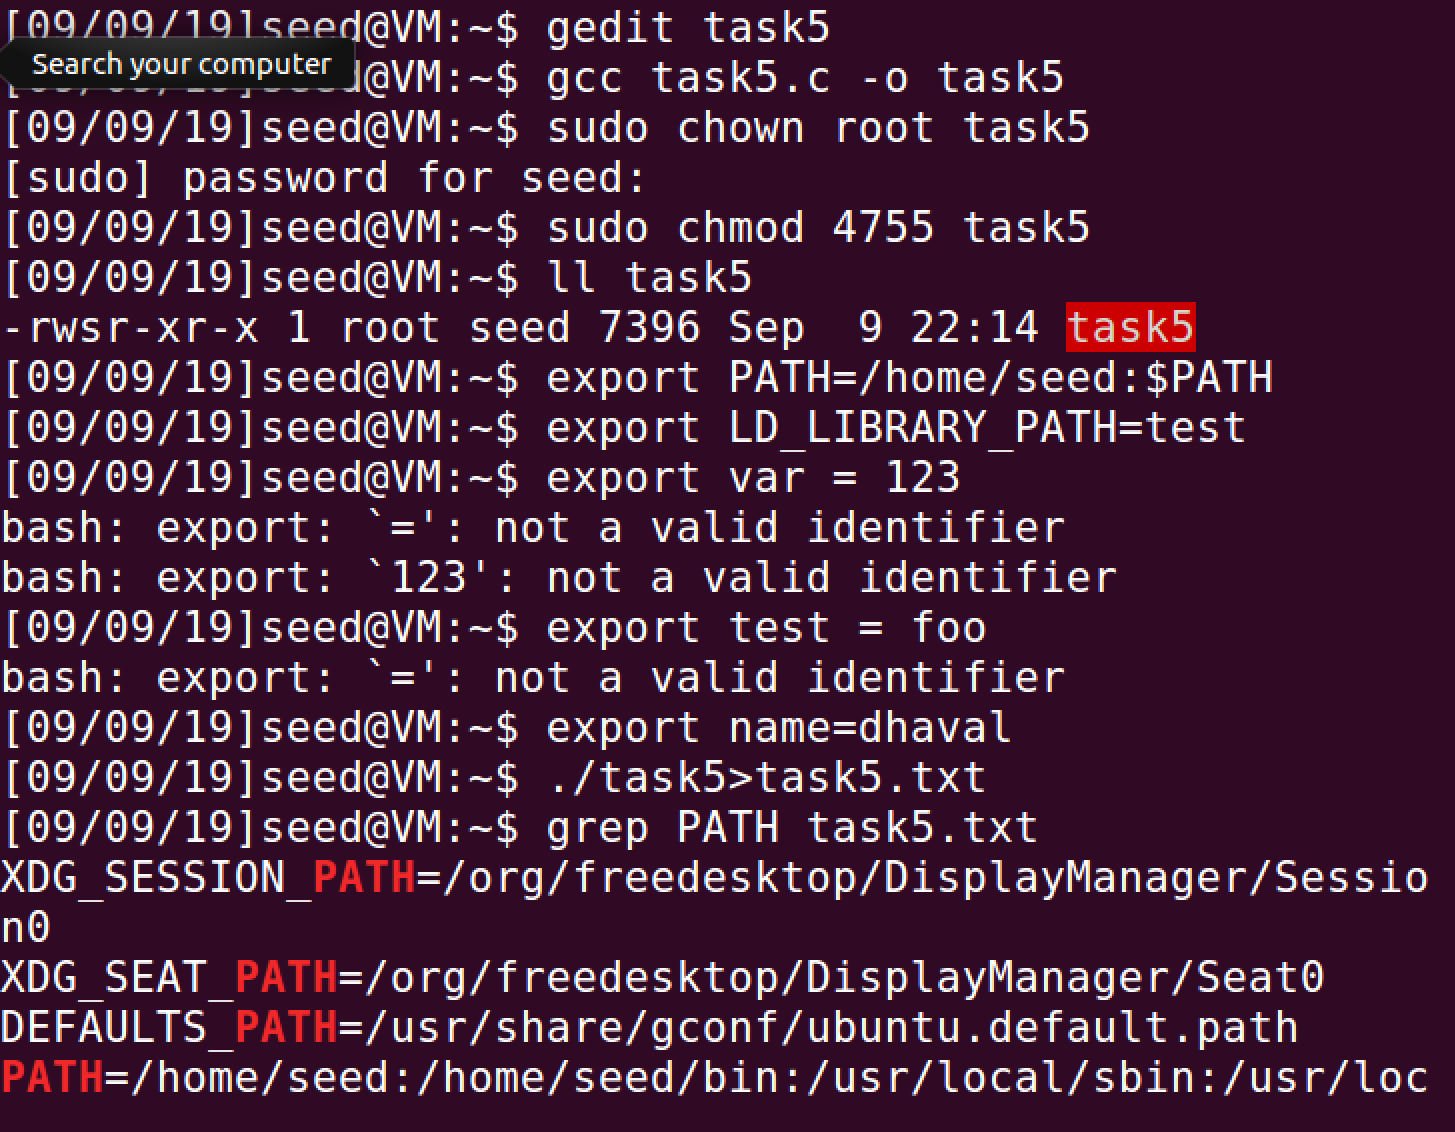 [09/09/19]seed@VM:~$ gedit task5
Search your computer
[09/09/19]seed@VM:~$ gcc task5.c -o task5
[09/09/19]seed@VM:~$ sudo chown root task5
[sudo] password for seed:
[09/09/19]seed@VM:~$ sudo chmod 4755 task5
[09/09/19]seed@VM:~$ ll task5
-rwsr-xr-x 1 root seed 7396 Sep  9 22:14 task5
[09/09/19]seed@VM:~$ export PATH=/home/seed:$PATH
[09/09/19]seed@VM:~$ export LD_LIBRARY_PATH=test
[09/09/19]seed@VM:~$ export var = 123
bash: export: `=': not a valid identifier
bash: export: `123': not a valid identifier
[09/09/19]seed@VM:~$ export test = foo
bash: export: `=': not a valid identifier
[09/09/19]seed@VM:~$ export name=dhaval
[09/09/19]seed@VM:~$ ./task5>task5.txt
[09/09/19]seed@VM:~$ grep PATH task5.txt
XDG_SESSION_PATH=/org/freedesktop/DisplayManager/Sessio
n0
XDG_SEAT_PATH=/org/freedesktop/DisplayManager/Seat0
DEFAULTS_PATH=/usr/share/gconf/ubuntu.default.path
PATH=/home/seed:/home/seed/bin:/usr/local/sbin:/usr/loc